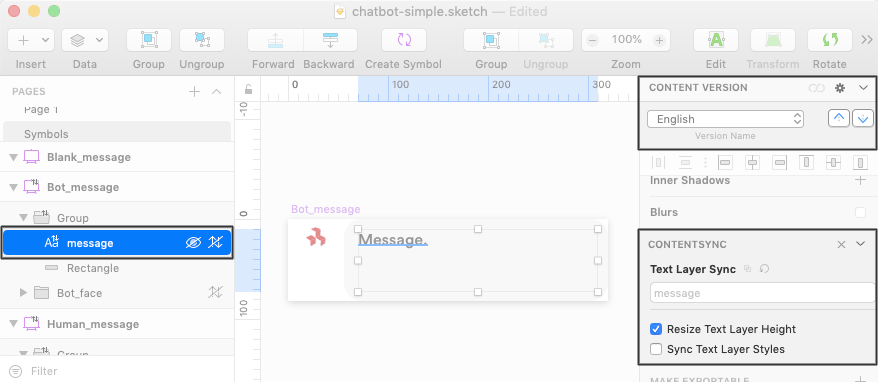 chatbot-simple.sketch — Edited
Insert Data Group Ungroup Forward Backward Create Symbol Group Ungroup 100% Zoom Edit Transform Rotate
PAGES
Page 1
Symbols
Blank_message
Bot_message
Group
message
Rectangle
Bot_face
Human_message
Group
Filter
0 100 200 300
-10
0
100
Bot_message
Message.
CONTENT VERSION
English
Version Name
Inner Shadows
Blurs
CONTENTSYNC
Text Layer Sync
message
Resize Text Layer Height
Sync Text Layer Styles
MAKE EXPORTABLE